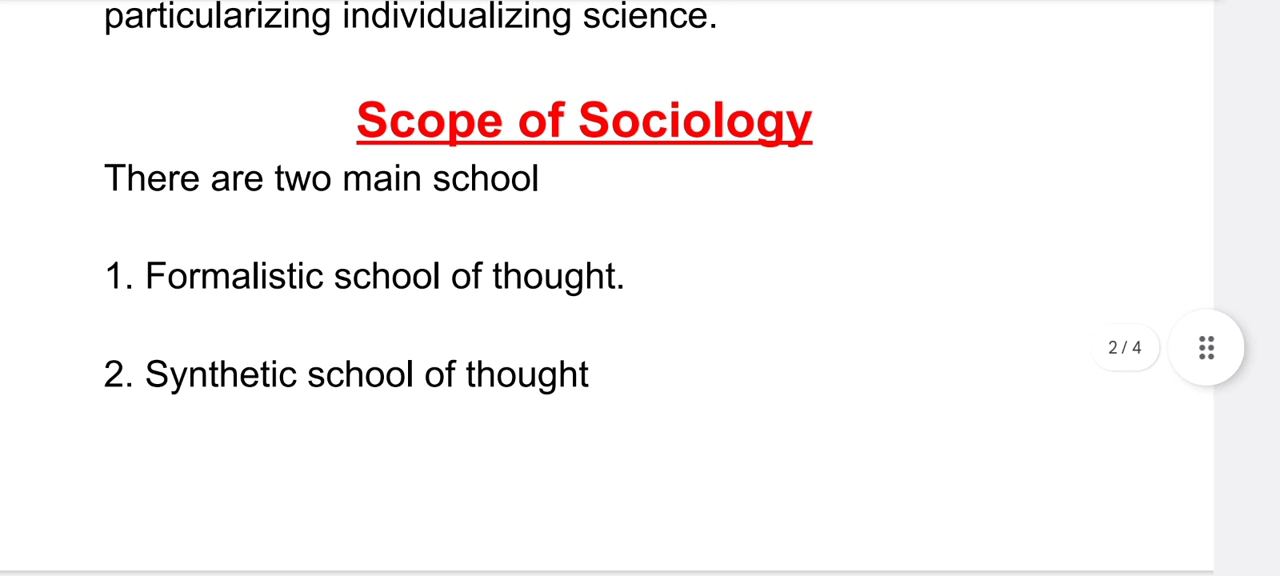 particularizing individualizing science.
Scope of Sociology
There are two main school
1. Formalistic school of thought.
2. Synthetic school of thought
2 / 4